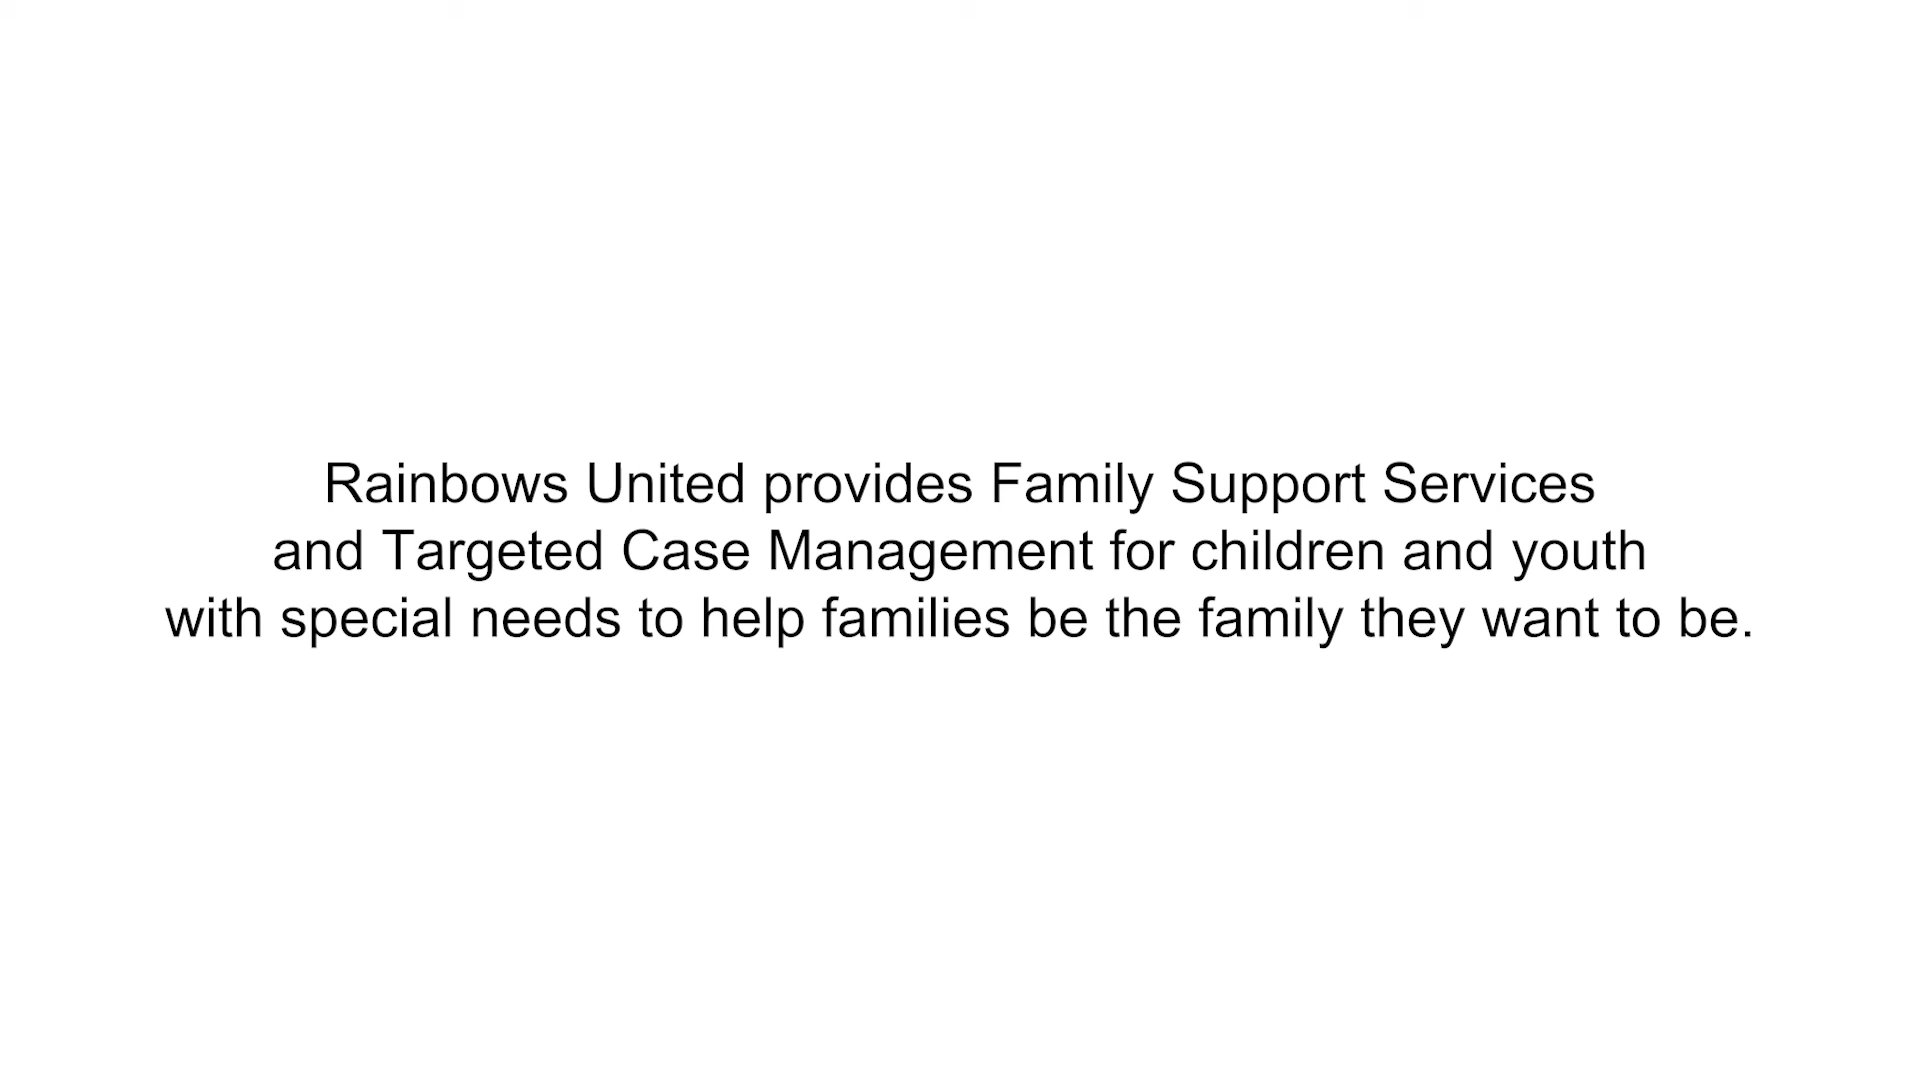 Rainbows United provides Family Support Services
and Targeted Case Management for children and youth
with special needs to help families be the family they want to be.